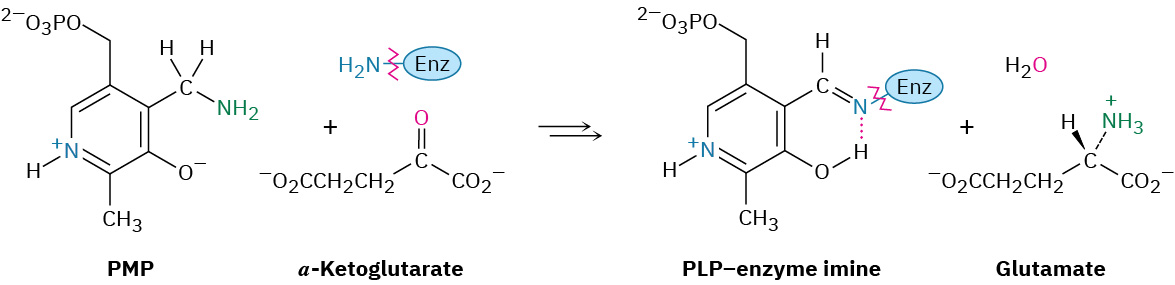 ²⁻O₃PO
H H
C
NH₂
+
N
H
O⁻
CH₃
H₂N
Enz
+
O
C
⁻O₂CCH₂CH₂
CO₂⁻
²⁻O₃PO
H
C
N
Enz
+
N
H
H
O
CH₃
+
H₂O
+
H
NH₃
C
⁻O₂CCH₂CH₂
CO₂⁻
PMP
a-Ketoglutarate
PLP–enzyme imine
Glutamate